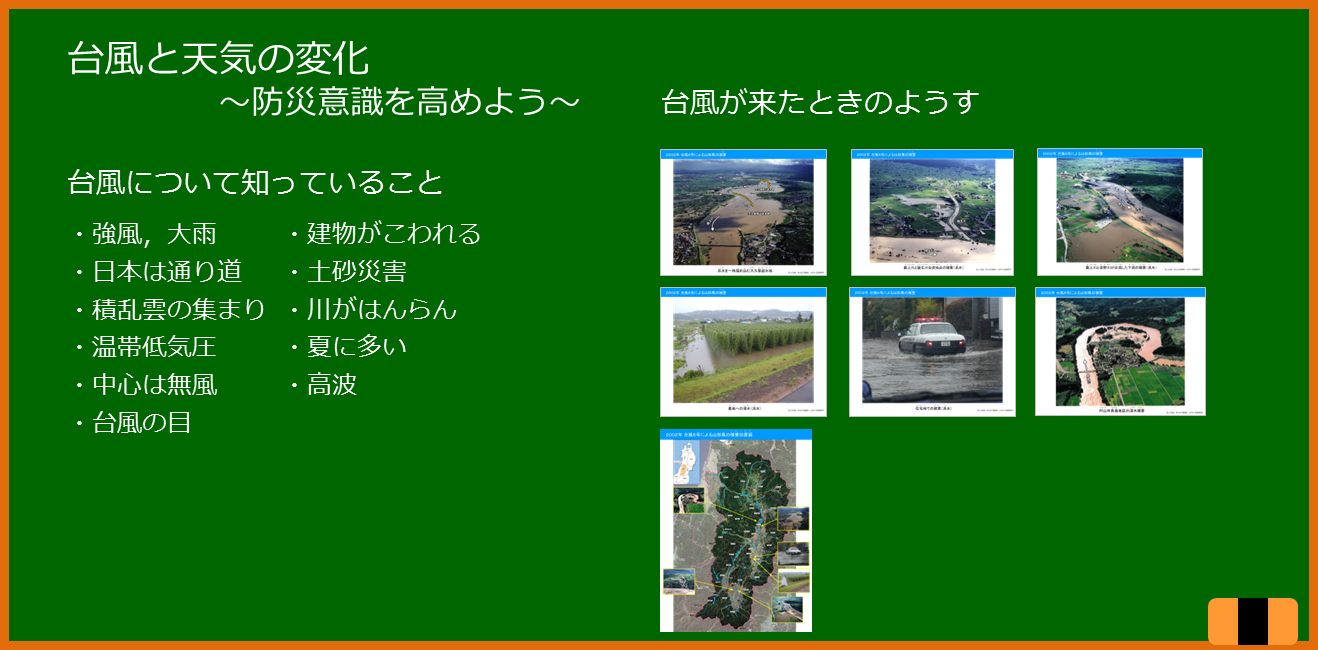 台風と天気の変化
～防災意識を高めよう～
台風について知っていること
・強風，大雨
・日本は通り道
・積乱雲の集まり
・温帯低気圧
・中心は無風
・台風の目
・建物がこわれる
・土砂災害
・川がはんらん
・夏に多い
・高波
台風が来たときのようす